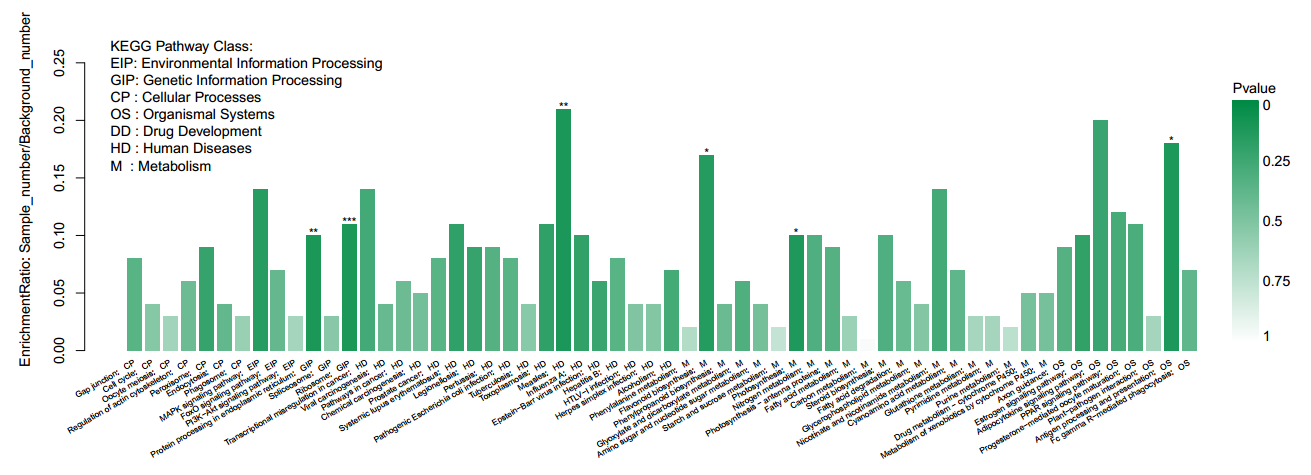 EnrichmentRatio: Sample_number/Background_number
0.25
0.20
0.15
0.10
0.05
0.00
KEGG Pathway Class:
EIP: Environmental Information Processing
GIP: Genetic Information Processing
CP : Cellular Processes
OS : Organismal Systems
DD : Drug Development
HD : Human Diseases
M : Metabolism
**
***
**
*
*
*
Pvalue
0
0.25
0.5
0.75
1
Gap junction: CP
Cell cycle: CP
Oocyte meiosis: CP
Regulation of actin cytoskeleton: CP
Peroxisome: CP
Endocytosis: CP
Phagosome: CP
MAPK signaling pathway: EIP
FoxO signaling pathway: EIP
PI3K−Akt signaling pathway: EIP
Protein processing in endoplasmic reticulum: GIP
Spliceosome: GIP
Ribosome: GIP
Transcriptional misregulation in cancer: HD
Viral carcinogenesis: HD
Pathways in cancer: HD
Chemical carcinogenesis: HD
Prostate cancer: HD
Systemic lupus erythematosus: HD
Legionellosis: HD
Pertussis: HD
Pathogenic Escherichia coli infection: HD
Tuberculosis: HD
Toxoplasmosis: HD
Measles: HD
Influenza A: HD
Epstein−Barr virus infection: HD
Hepatitis B: HD
HTLV−I infection: HD
Herpes simplex infection: HD
Alcoholism: HD
Phenylalanine metabolism: M
Flavonoid biosynthesis: M
Phenylpropanoid biosynthesis: M
Glyoxylate and dicarboxylate metabolism: M
Amino sugar and nucleotide sugar metabolism: M
Starch and sucrose metabolism: M
Photosynthesis: M
Photosynthesis − antenna proteins: M
Nitrogen metabolism: M
Fatty acid metabolism: M
Carbon metabolism: M
Steroid biosynthesis: M
Fatty acid degradation: M
Glycerophospholipid metabolism: M
Nicotinate and nicotinamide metabolism: M
Cyanoamino acid metabolism: M
Glutathione metabolism: M
Pyrimidine metabolism: M
Purine metabolism: M
Drug metabolism − cytochrome P450: M
Metabolism of xenobiotics by cytochrome P450: M
Axon guidance: OS
Estrogen signaling pathway: OS
Adipocytokine signaling pathway: OS
PPAR signaling pathway: OS
Progesterone−mediated oocyte maturation: OS
Plant−pathogen interaction: OS
Antigen processing and presentation: OS
Fc gamma R−mediated phagocytosis: OS